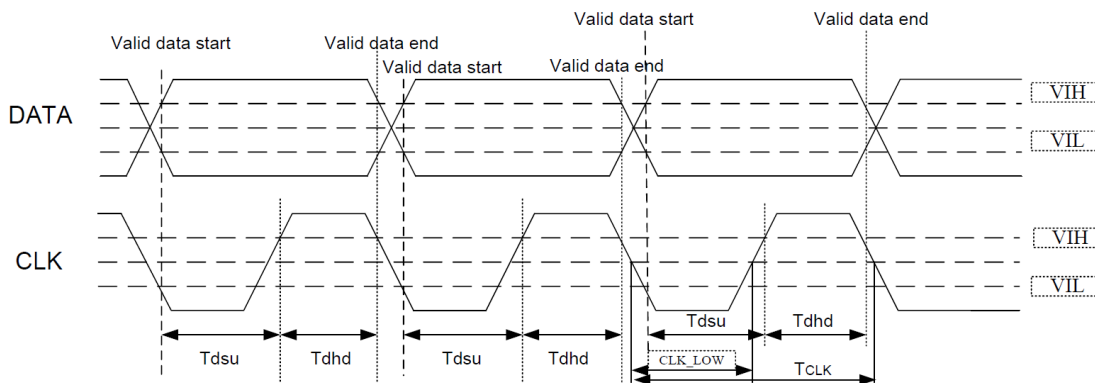 Valid data start
Valid data end
Valid data start
Valid data end
Valid data start
Valid data end
DATA
VIH
VIL
CLK
VIH
VIL
Tdsu
Tdhd
Tdsu
Tdhd
Tdsu
Tdhd
CLK_LOW
TCLK